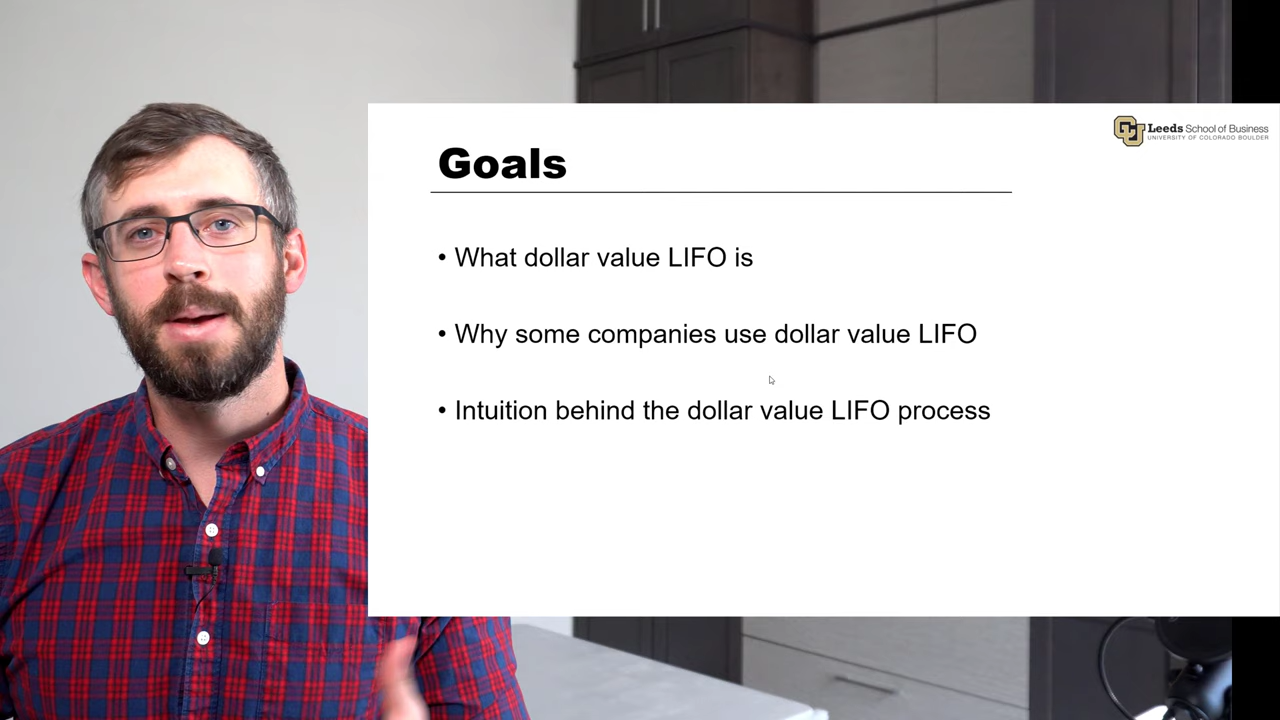 Leeds School of Business
UNIVERSITY OF COLORADO BOULDER
Goals
• What dollar value LIFO is
• Why some companies use dollar value LIFO
• Intuition behind the dollar value LIFO process